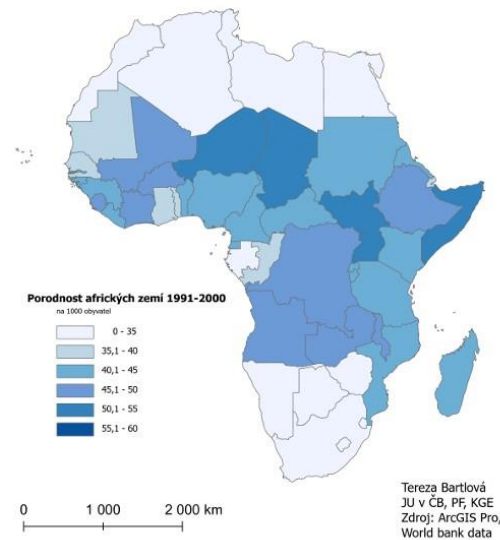 Porodnost afrických zemí 1991-2000
na 1000 obyvatel
0 - 35
35,1 - 40
40,1 - 45
45,1 - 50
50,1 - 55
55,1 - 60
0 1 000 2 000 km
Tereza Bartlová
JU v ČB, PF, KGE
Zdroj: ArcGIS Pro,
World bank data